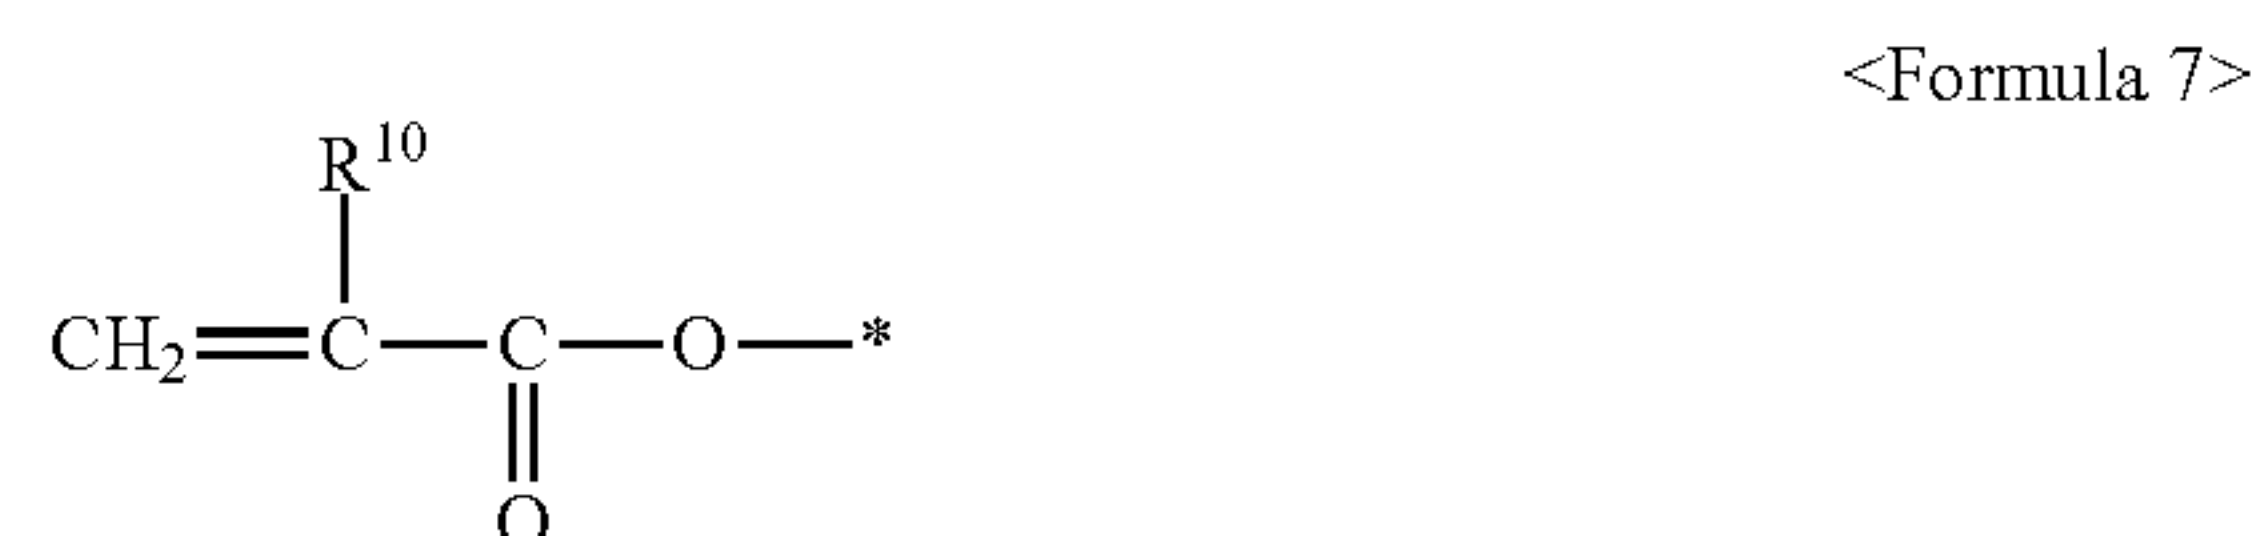 <Formula 7>
R¹⁰
CH₂=C—C—O—*
O